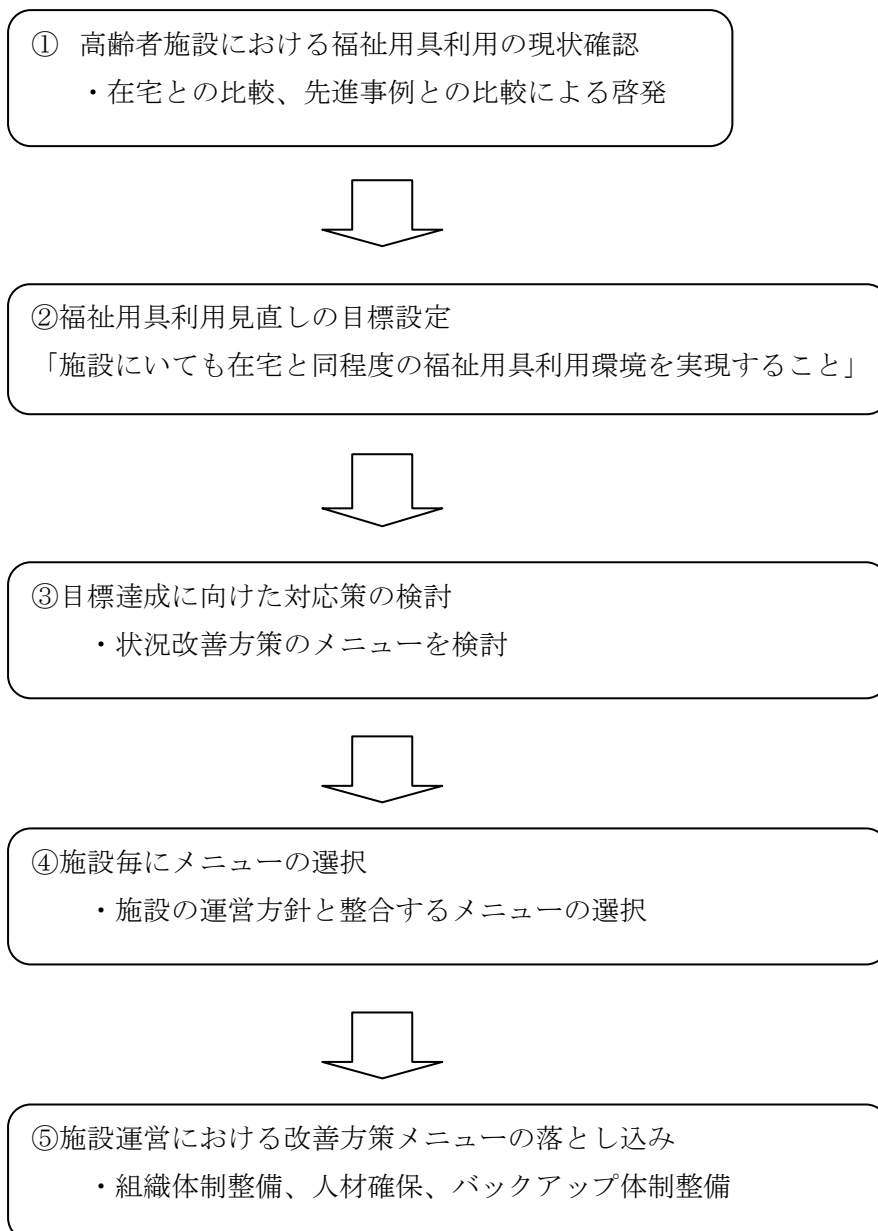 ① 高齢者施設における福祉用具利用の現状確認
・在宅との比較、先進事例との比較による啓発
②福祉用具利用見直しの目標設定
「施設にいても在宅と同程度の福祉用具利用環境を実現すること」
③目標達成に向けた対応策の検討
・状況改善方策のメニューを検討
④施設毎にメニューの選択
・施設の運営方針と整合するメニューの選択
⑤施設運営における改善方策メニューの落とし込み
・組織体制整備、人材確保、バックアップ体制整備